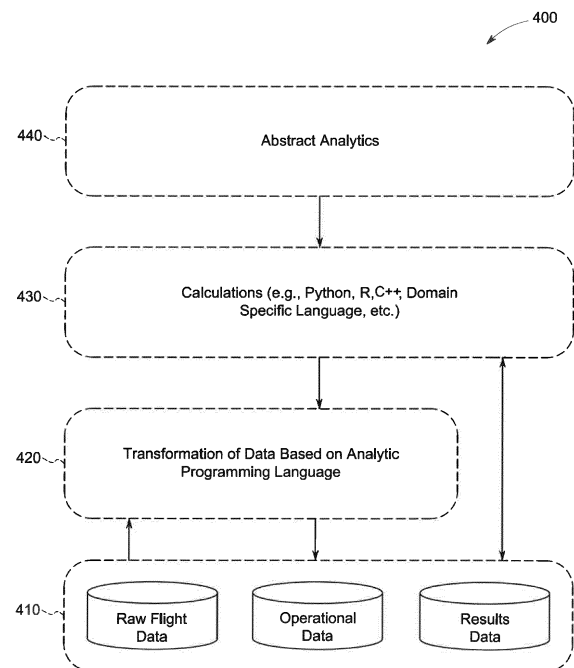 400
440
Abstract Analytics
430
Calculations (e.g., Python, R,C++, Domain
Specific Language, etc.)
420
Transformation of Data Based on Analytic
Programming Language
410
Raw Flight
Data
Operational
Data
Results
Data